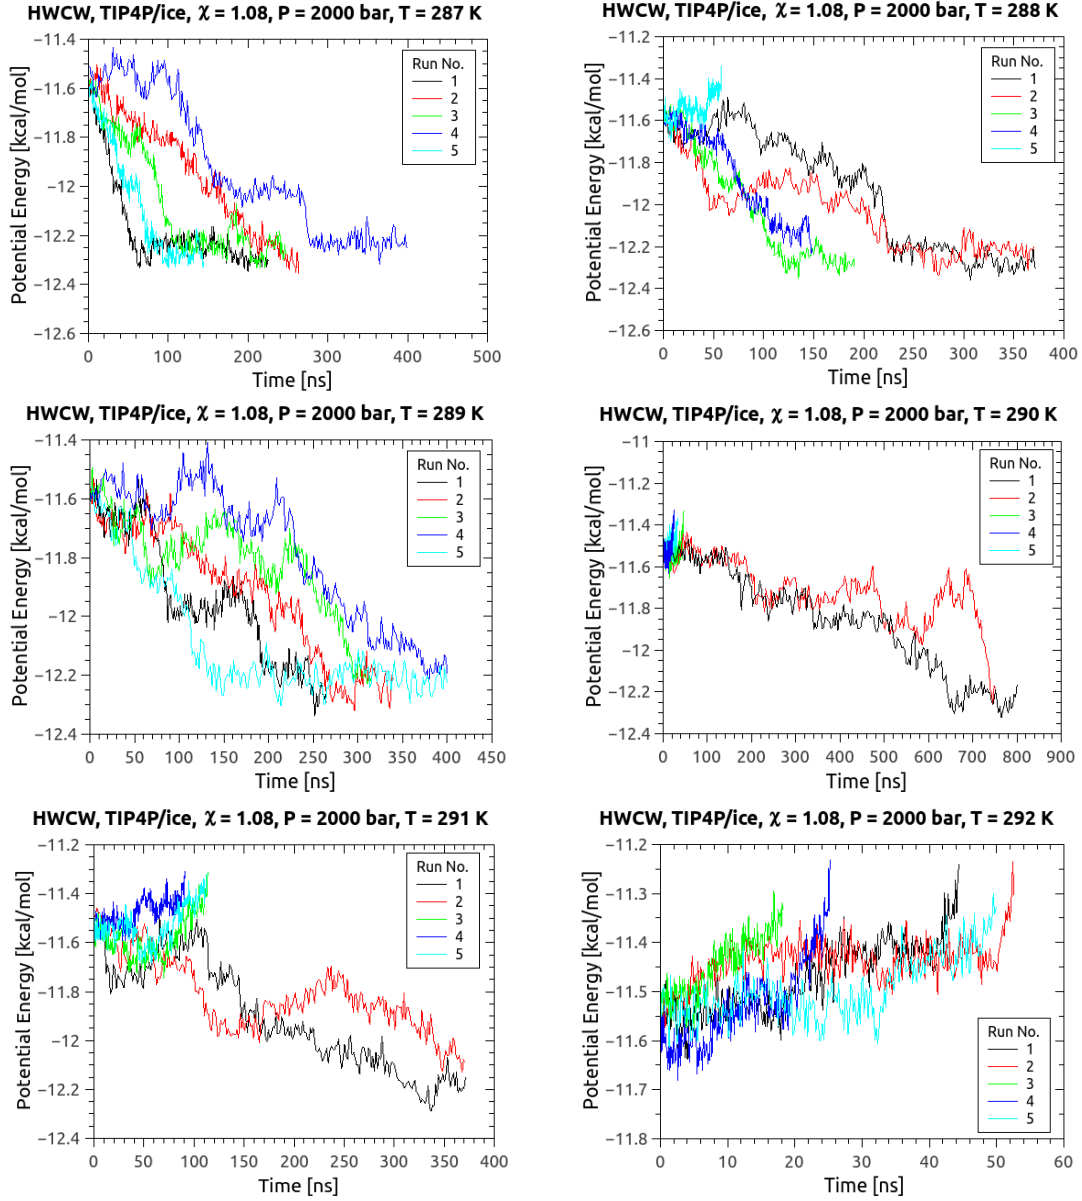 HWCW, TIP4P/ice, χ = 1.08, P = 2000 bar, T = 287 K
Potential Energy [kcal/mol]
−11.4
−11.6
−11.8
−12
−12.2
−12.4
−12.6
0 100 200 300 400 500
Time [ns]
Run No.
1
2
3
4
5
HWCW, TIP4P/ice, χ = 1.08, P = 2000 bar, T = 288 K
Potential Energy [kcal/mol]
−11.2
−11.4
−11.6
−11.8
−12
−12.2
−12.4
−12.6
0 50 100 150 200 250 300 350 400
Time [ns]
Run No.
1
2
3
4
5
HWCW, TIP4P/ice, χ = 1.08, P = 2000 bar, T = 289 K
Potential Energy [kcal/mol]
−11.4
−11.6
−11.8
−12
−12.2
−12.4
0 50 100 150 200 250 300 350 400 450
Time [ns]
Run No.
1
2
3
4
5
HWCW, TIP4P/ice, χ = 1.08, P = 2000 bar, T = 290 K
Potential Energy [kcal/mol]
−11
−11.2
−11.4
−11.6
−11.8
−12
−12.2
−12.4
0 100 200 300 400 500 600 700 800 900
Time [ns]
Run No.
1
2
3
4
5
HWCW, TIP4P/ice, χ = 1.08, P = 2000 bar, T = 291 K
Potential Energy [kcal/mol]
−11.2
−11.4
−11.6
−11.8
−12
−12.2
−12.4
0 50 100 150 200 250 300 350 400
Time [ns]
Run No.
1
2
3
4
5
HWCW, TIP4P/ice, χ = 1.08, P = 2000 bar, T = 292 K
Potential Energy [kcal/mol]
−11.2
−11.3
−11.4
−11.5
−11.6
−11.7
−11.8
0 10 20 30 40 50 60
Time [ns]
Run No.
1
2
3
4
5